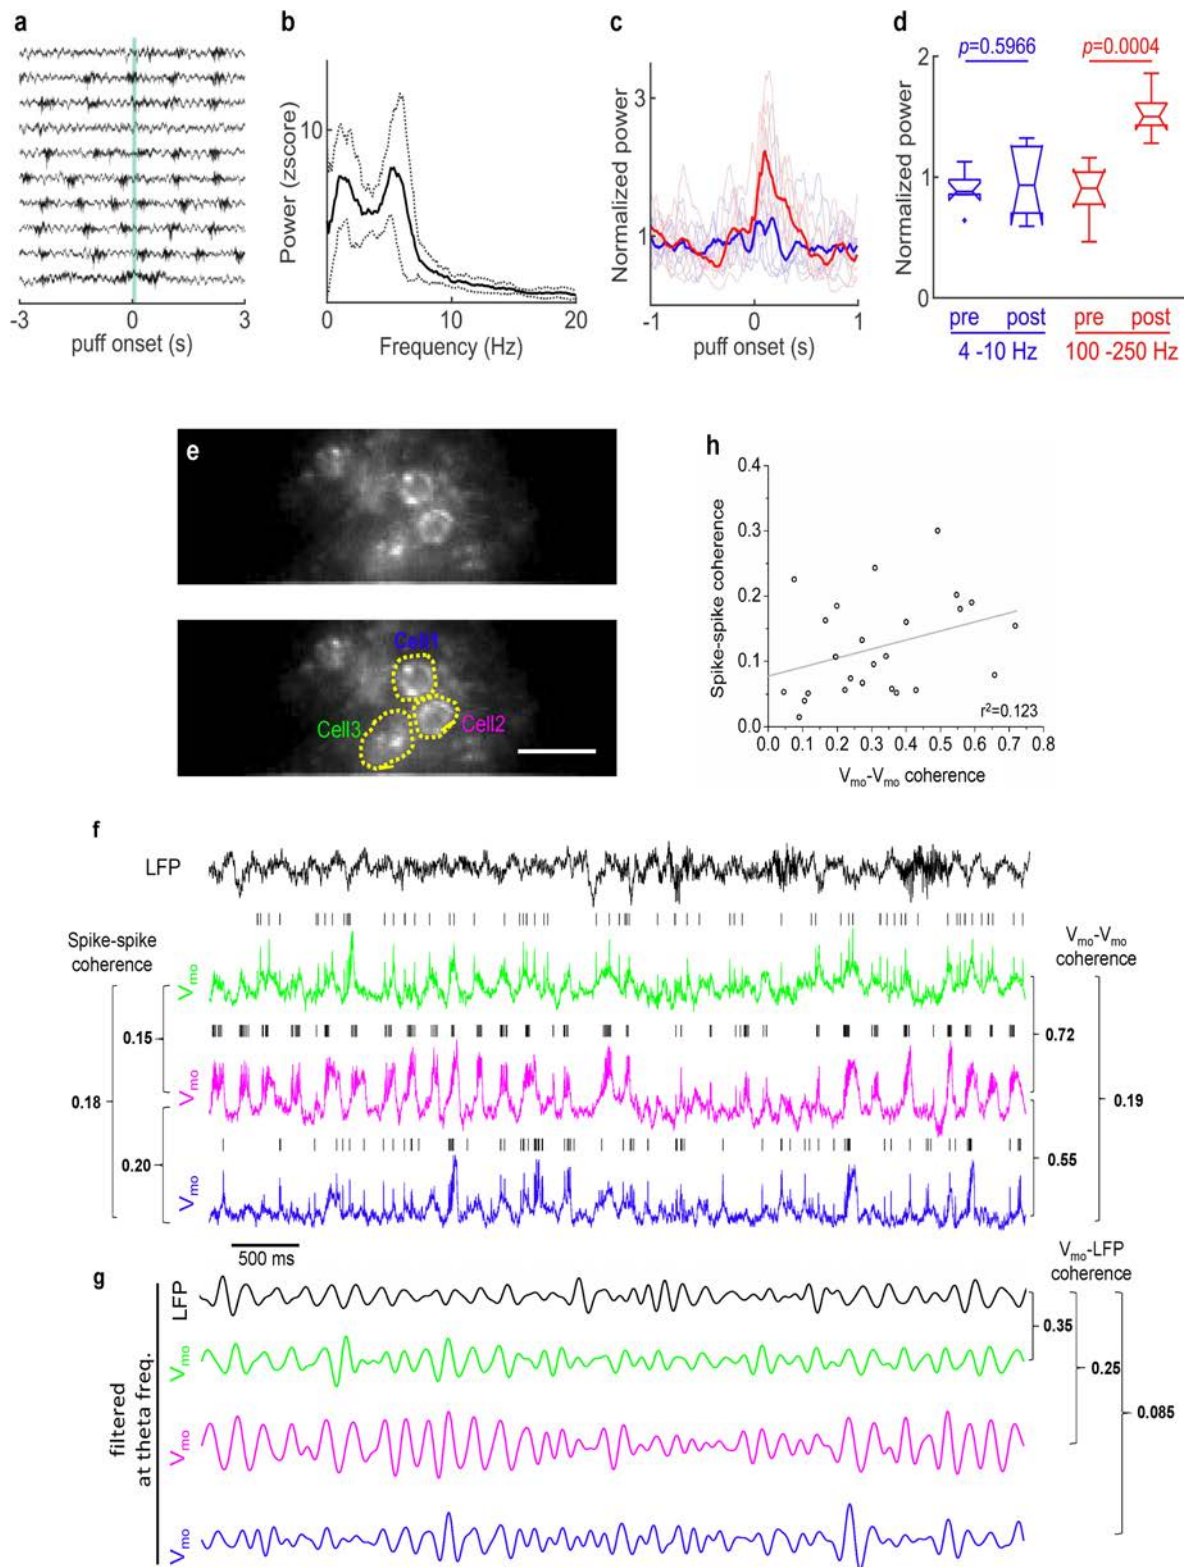 a
-3
0
3
puff onset (s)
b
Power (zscore)
10
0
10
20
Frequency (Hz)
c
Normalized power
3
1
-1
0
1
puff onset (s)
d
Normalized power
2
1
0
p=0.5966
p=0.0004
pre post
pre post
4 -10 Hz
100 -250 Hz
e
Cell1
Cell2
Cell3
h
Spike-spike coherence
0.4
0.3
0.2
0.1
0.0
r²=0.123
0.0 0.1 0.2 0.3 0.4 0.5 0.6 0.7 0.8
Vmo-Vmo coherence
f
LFP
Spike-spike
coherence
Vmo-Vmo
coherence
Vmo
0.15
0.72
Vmo
0.18
0.19
0.20
0.55
Vmo
500 ms
Vmo-LFP
coherence
g
filtered
at theta freq.
LFP
0.35
Vmo
0.25
0.085
Vmo
Vmo